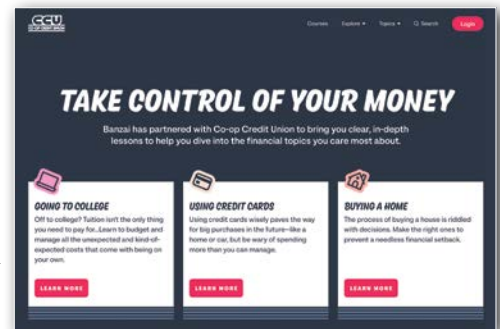 CCU
CO-OP CREDIT UNION
Courses Explore Topics Search Login
TAKE CONTROL OF YOUR MONEY
Banzai has partnered with Co-op Credit Union to bring you clear, in-depth
lessons to help you dive into the financial topics you care most about.
GOING TO COLLEGE
Off to college? Tuition isn't the only thing
you need to pay for...Learn to budget and
manage all the unexpected and kind-of-
expected costs that come with being on
your own.
LEARN MORE
USING CREDIT CARDS
Using credit cards wisely paves the way
for big purchases in the future—like a
home or car, but be wary of spending
more than you can manage.
LEARN MORE
BUYING A HOME
The process of buying a house is riddled
with decisions. Make the right ones to
prevent a needless financial setback.
LEARN MORE